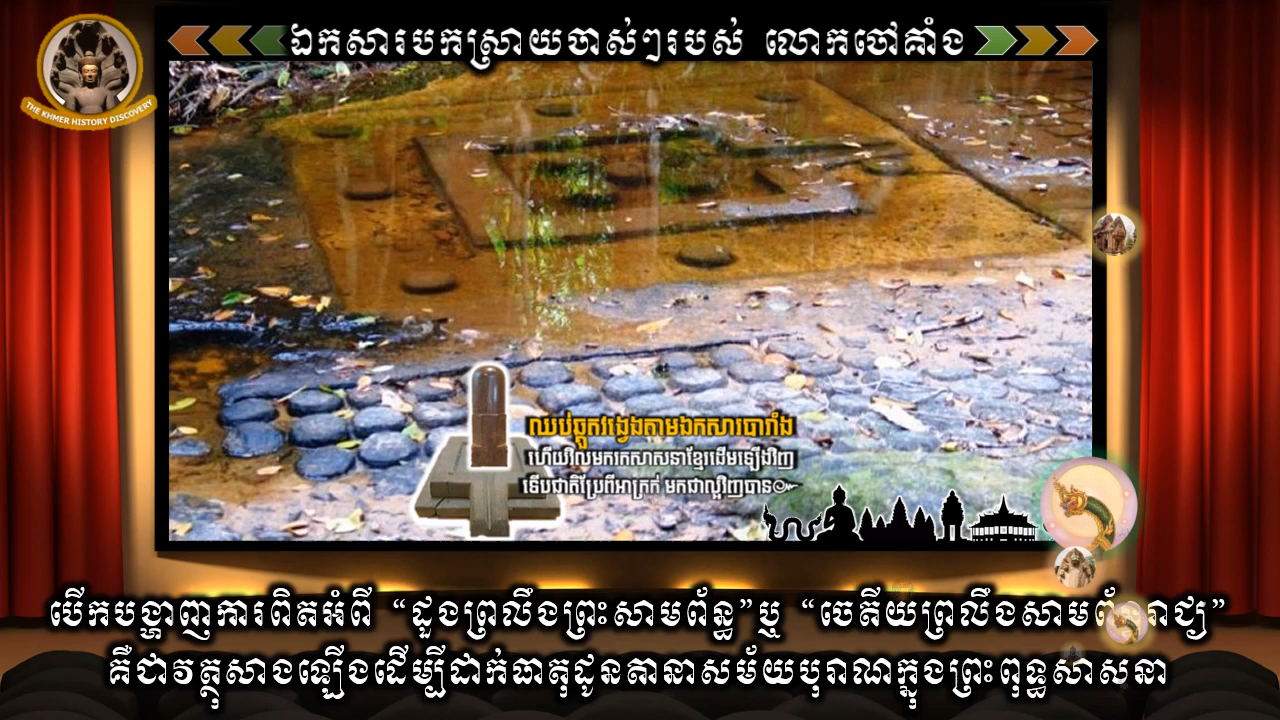 ឯកសារបកស្រាយចាស់ៗរបស់ លោកចៅគាំង
THE KHMER HISTORY DISCOVERY
ឈប់ឆ្កួតវង្វេងតាមឯកសារបារាំង
ហើយវិលមករកសាសនាខ្មែរដើមឡើងវិញ
ទើបជាតិប្រែពីអាក្រក់ មកជាល្អវិញបាន៚
បើកបង្ហាញការពិតអំពី “ដួងព្រលឹងព្រះសាមព័ន្ធ”ឬ “ចេតីយព្រលឹងសាមព័ន្ធរាជ្យ”
គឺជាវត្ថុសាងឡើងដើម្បីដាក់ធាតុដូនតានាសម័យបុរាណក្នុងព្រះពុទ្ធសាសនា